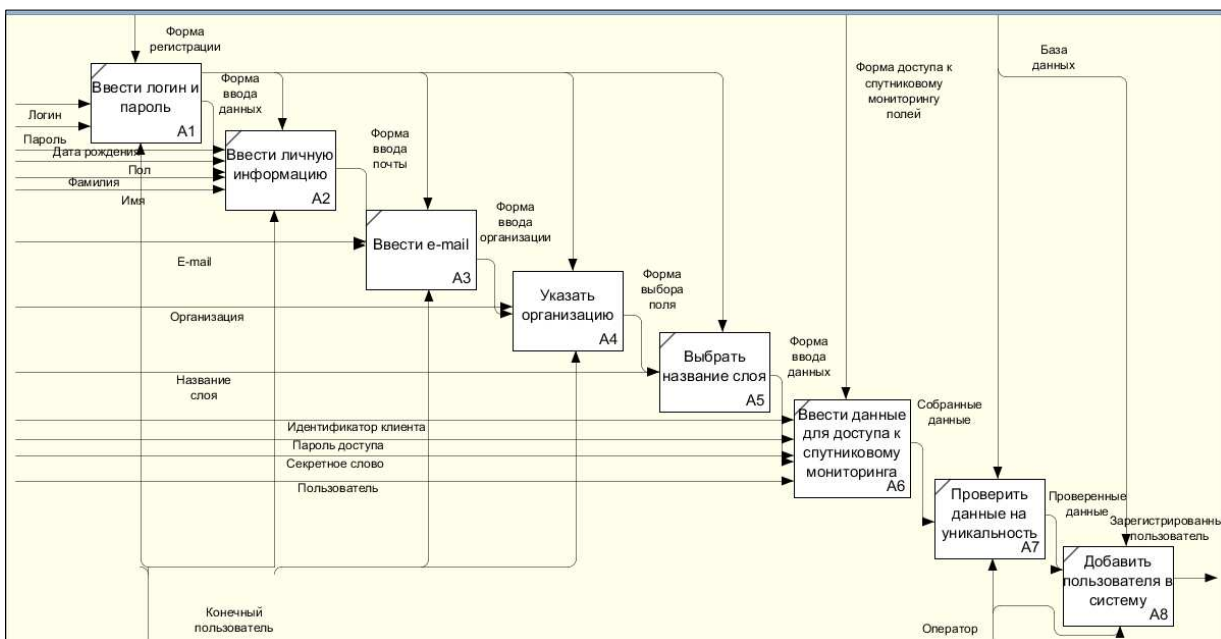 Форма
регистрации
Ввести логин и
пароль
A1
Логин
Пароль
Форма
ввода
данных
База
данных
Форма доступа к
спутниковому
мониторингу
полей
Дата рождения
Пол
Фамилия
Имя
Ввести личную
информацию
A2
Форма
ввода
почты
E-mail
Ввести e-mail
A3
Форма
ввода
организации
Организация
Указать
организацию
A4
Форма
выбора
поля
Название
слоя
Выбрать
название слоя
A5
Форма
ввода
данных
Идентификатор клиента
Пароль доступа
Секретное слово
Пользователь
Ввести данные
для доступа к
спутниковому
мониторинга
A6
Собранные
данные
Проверить
данные на
уникальность
A7
Проверенные
данные
Зарегистрированны
пользователь
Добавить
пользователя в
систему
A8
Конечный
пользователь
Оператор